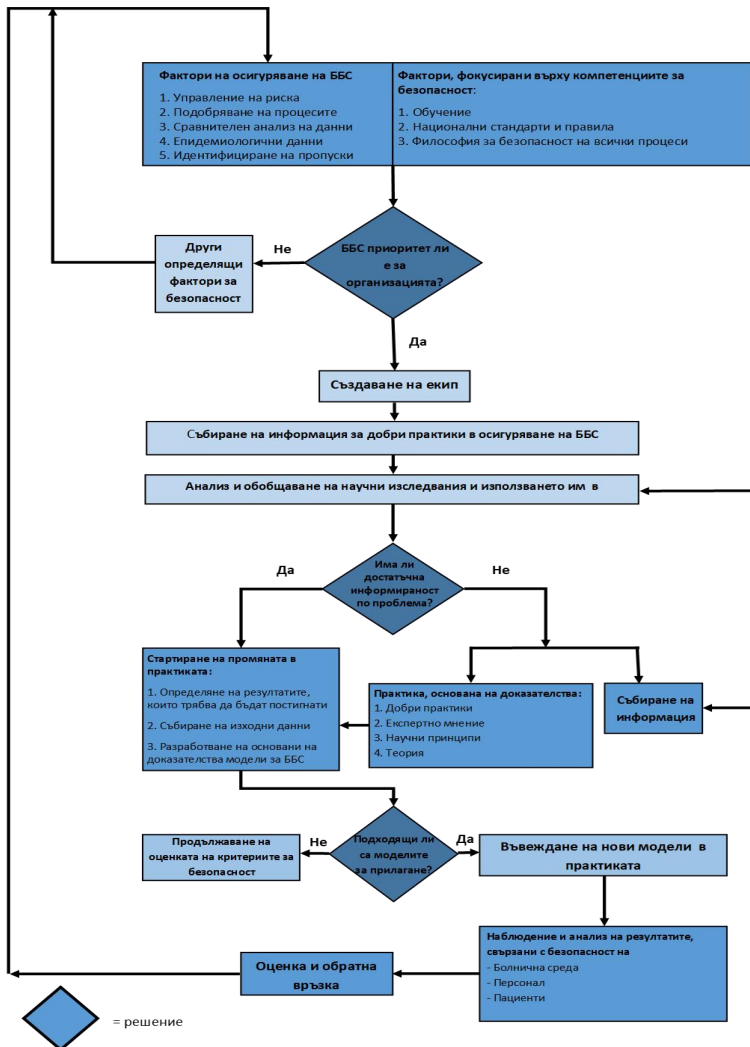 Фактори на осигуряване на ББС
1. Управление на риска
2. Подобряване на процесите
3. Сравнителен анализ на данни
4. Епидемиологични данни
5. Идентифициране на пропуски
Фактори, фокусирани върху компетенциите за
безопасност:
1. Обучение
2. Национални стандарти и правила
3. Философия за безопасност на всички процеси
ББС приоритет ли
е за
организацията?
Не
Други
определящи
фактори за
безопасност
Да
Създаване на екип
Събиране на информация за добри практики в осигуряване на ББС
Анализ и обобщаване на научни изследвания и използването им в
Има ли
достатъчна
информираност
по проблема?
Да
Не
Стартиране на промяната в
практиката:
1. Определяне на резултатите,
които трябва да бъдат постигнати
2. Събиране на изходни данни
3. Разработване на основани на
доказателства модели за ББС
Практика, основана на доказателства:
1. Добри практики
2. Експертно мнение
3. Научни принципи
4. Теория
Събиране на
информация
Подходящи ли
са моделите
за прилагане?
Не
Да
Продължаване на
оценката на критериите за
безопасност
Въвеждане на нови модели в
практиката
Наблюдение и анализ на резултатите,
свързани с безопасност на
- Болнична среда
- Персонал
- Пациенти
Оценка и обратна
връзка
= решение